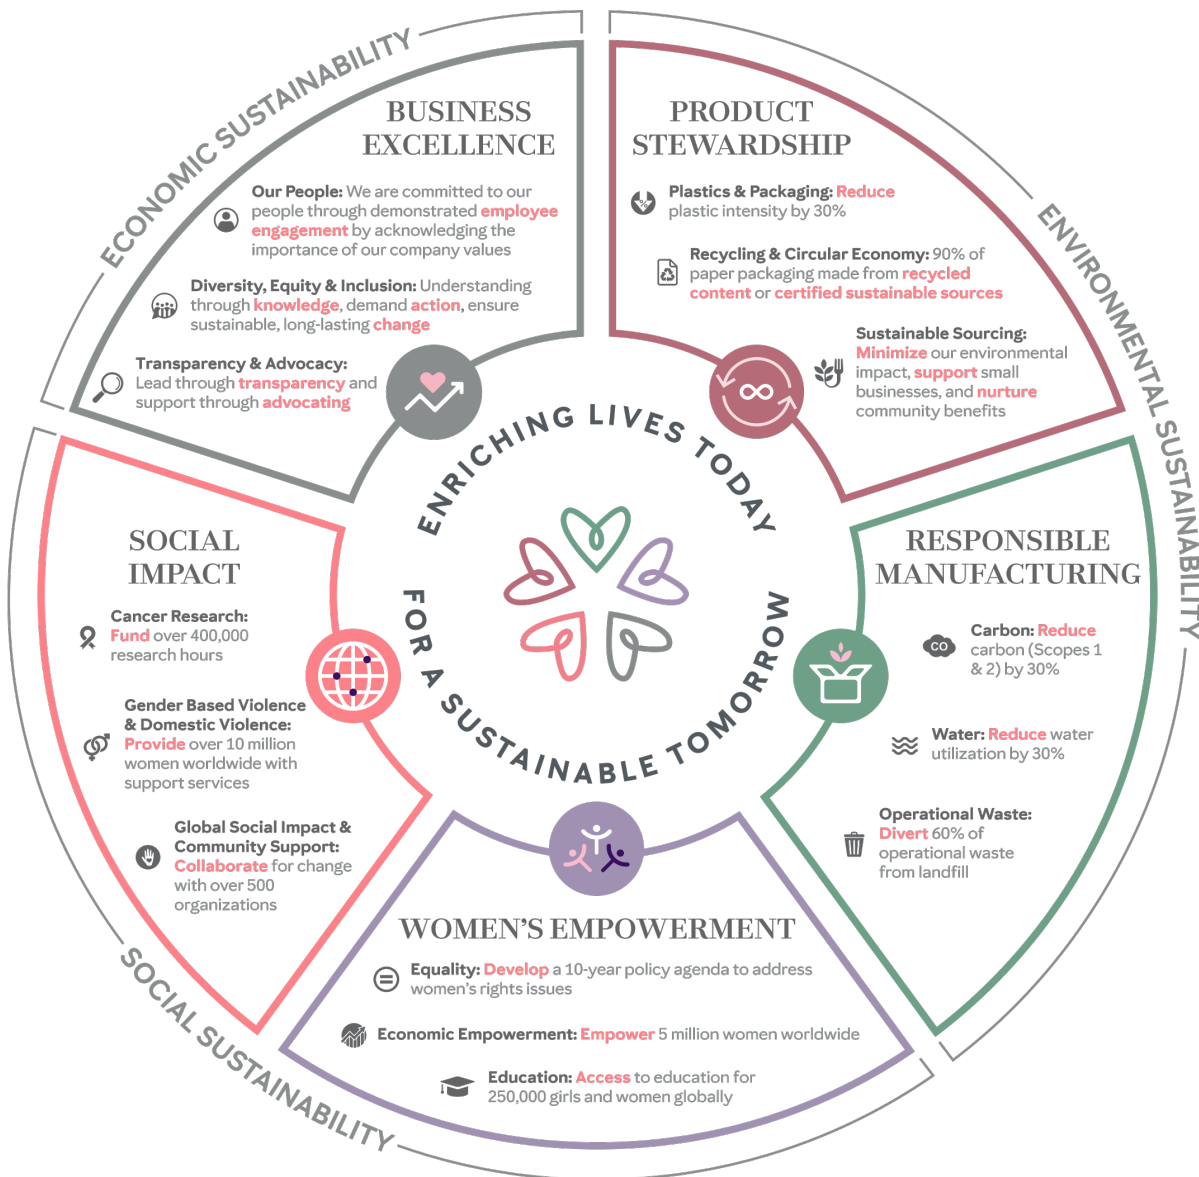 ECONOMIC SUSTAINABILITY
BUSINESS
EXCELLENCE
Our People: We are committed to our
people through demonstrated employee
engagement by acknowledging the
importance of our company values
Diversity, Equity & Inclusion: Understanding
through knowledge, demand action, ensure
sustainable, long-lasting change
Transparency & Advocacy:
Lead through transparency and
support through advocating
ENVIRONMENTAL SUSTAINABILITY
PRODUCT
STEWARDSHIP
%
Plastics & Packaging: Reduce
plastic intensity by 30%
Recycling & Circular Economy: 90% of
paper packaging made from recycled
content or certified sustainable sources
Sustainable Sourcing:
Minimize our environmental
impact, support small
businesses, and nurture
community benefits
RESPONSIBLE
MANUFACTURING
CO
Carbon: Reduce
carbon (Scopes 1
& 2) by 30%
Water: Reduce water
utilization by 30%
Operational Waste:
Divert 60% of
operational waste
from landfill
SOCIAL SUSTAINABILITY
WOMEN'S EMPOWERMENT
Equality: Develop a 10-year policy agenda to address
women's rights issues
Economic Empowerment: Empower 5 million women worldwide
Education: Access to education for
250,000 girls and women globally
SOCIAL
IMPACT
Cancer Research:
Fund over 400,000
research hours
Gender Based Violence
& Domestic Violence:
Provide over 10 million
women worldwide with
support services
Global Social Impact &
Community Support:
Collaborate for change
with over 500
organizations
ENRICHING LIVES TODAY
FOR A SUSTAINABLE TOMORROW